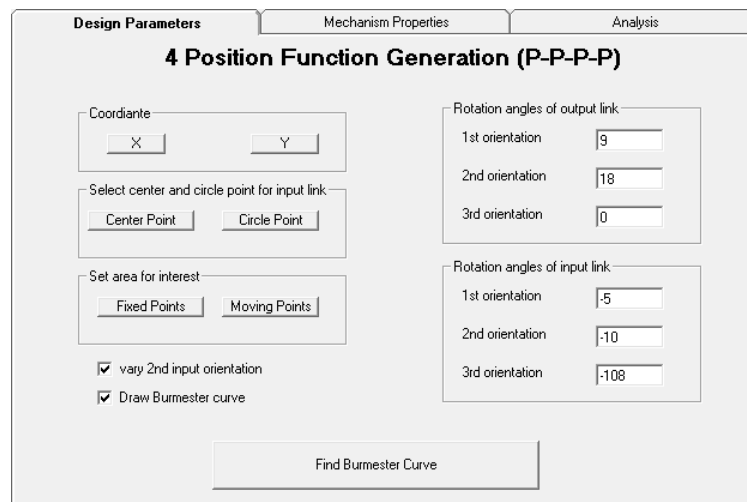 Design Parameters Mechanism Properties Analysis
4 Position Function Generation (P-P-P-P)
Coordiante
X Y
Select center and circle point for input link
Center Point Circle Point
Set area for interest
Fixed Points Moving Points
vary 2nd input orientation
Draw Burmester curve
Rotation angles of output link
1st orientation 9
2nd orientation 18
3rd orientation 0
Rotation angles of input link
1st orientation -5
2nd orientation -10
3rd orientation -108
Find Burmester Curve